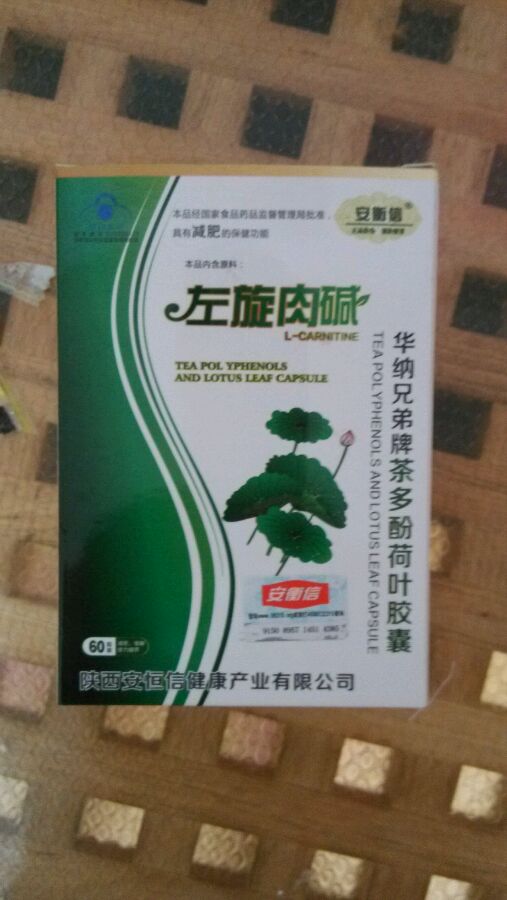 本品经国家食品药品监督管理局批准，
具有减肥的保健功能
安衡信®
本品内含原料：
左旋肉碱
L-CARNITINE
TEA POL YPHENOLS
AND LOTUS LEAF CAPSULE
华纳兄弟牌茶多酚荷叶胶囊
TEA POLYPHENOLS AND LOTUS LEAF CAPSULE
安衡信
60
陕西安恒信健康产业有限公司